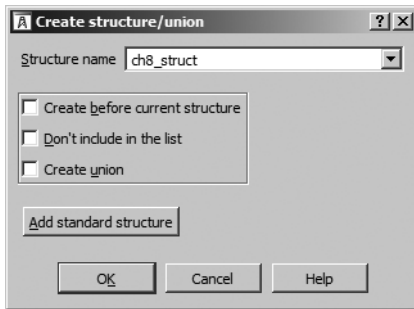 Create structure/union
Structure name ch8_struct
Create before current structure
Don't include in the list
Create union
Add standard structure
OK Cancel Help